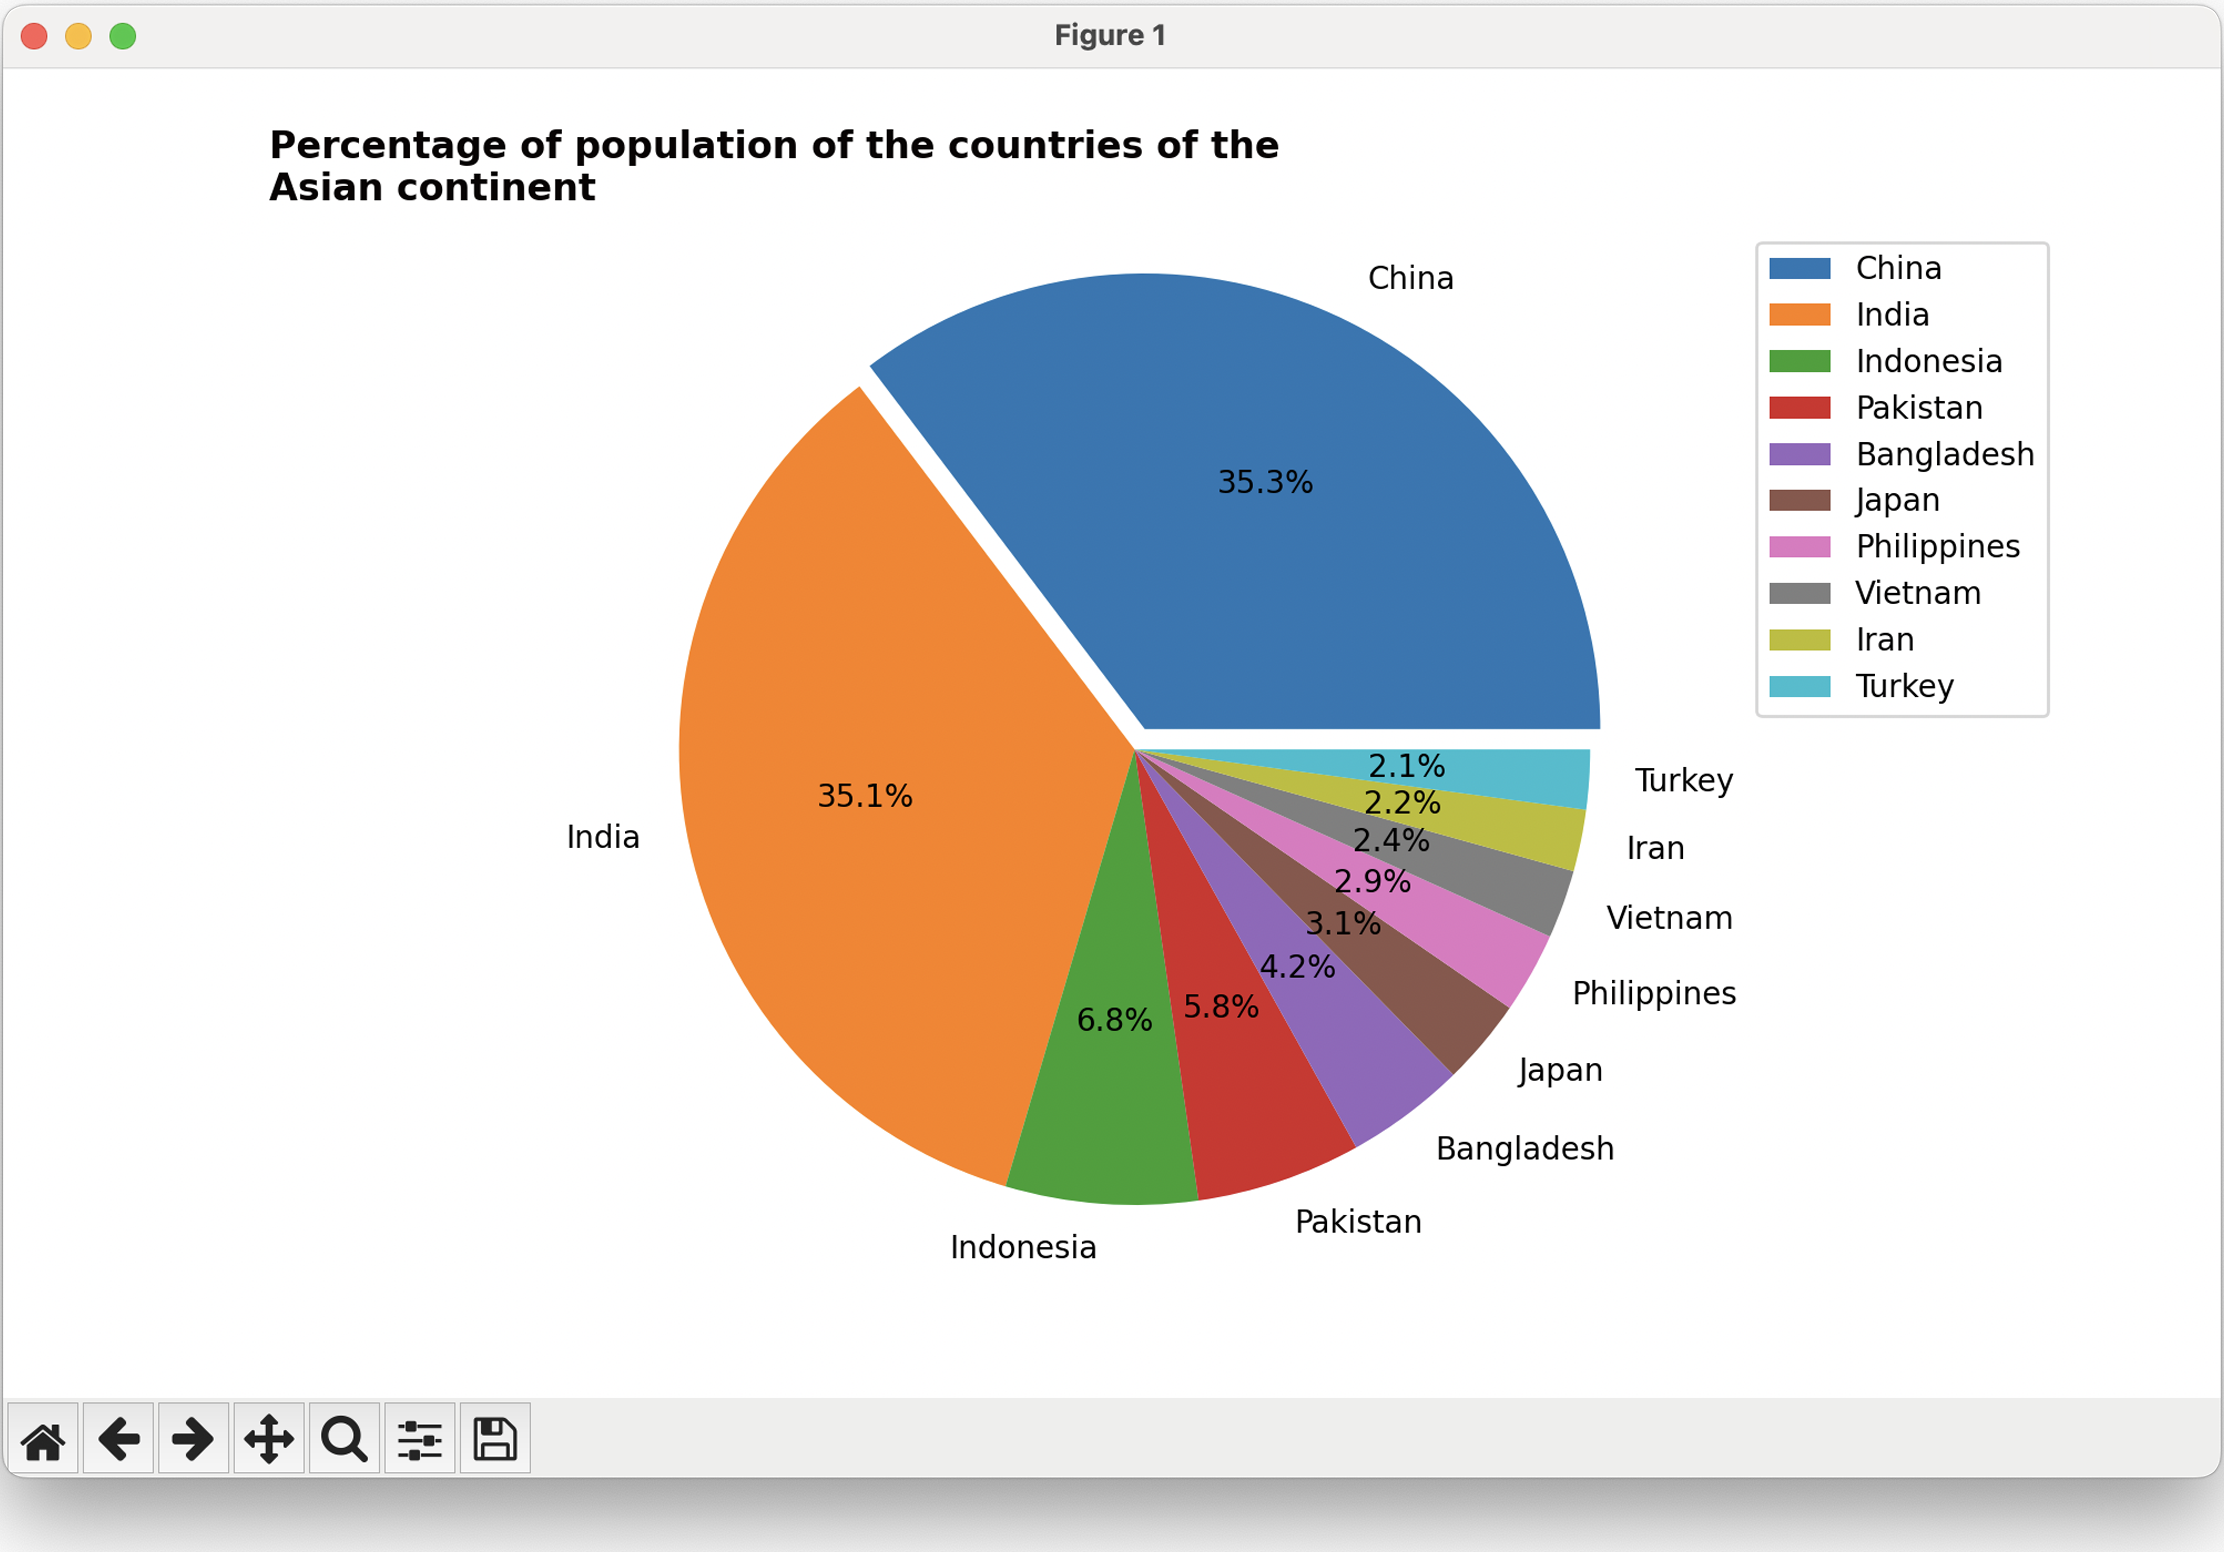 Figure 1
Percentage of population of the countries of the
Asian continent
China
China
India
Indonesia
Pakistan
Bangladesh
Japan
Philippines
Vietnam
Iran
Turkey
35.3%
35.1%
India
2.1%
Turkey
2.2%
Iran
2.4%
Vietnam
2.9%
Philippines
3.1%
Japan
4.2%
Bangladesh
5.8%
Pakistan
6.8%
Indonesia